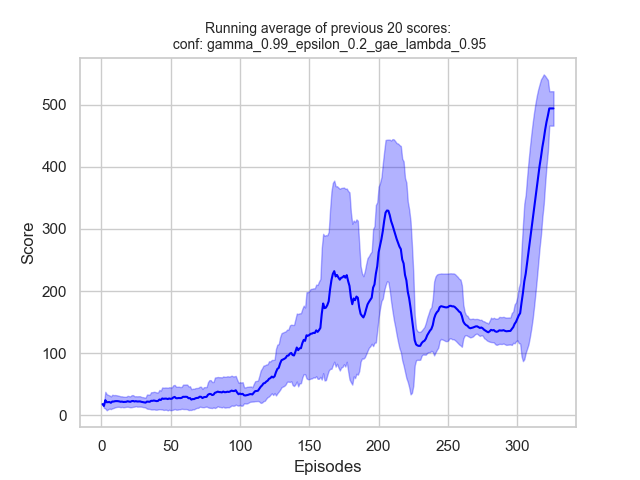 Running average of previous 20 scores:
conf: gamma_0.99_epsilon_0.2_gae_lambda_0.95
500
400
300
200
100
0
Score
0 50 100 150 200 250 300
Episodes